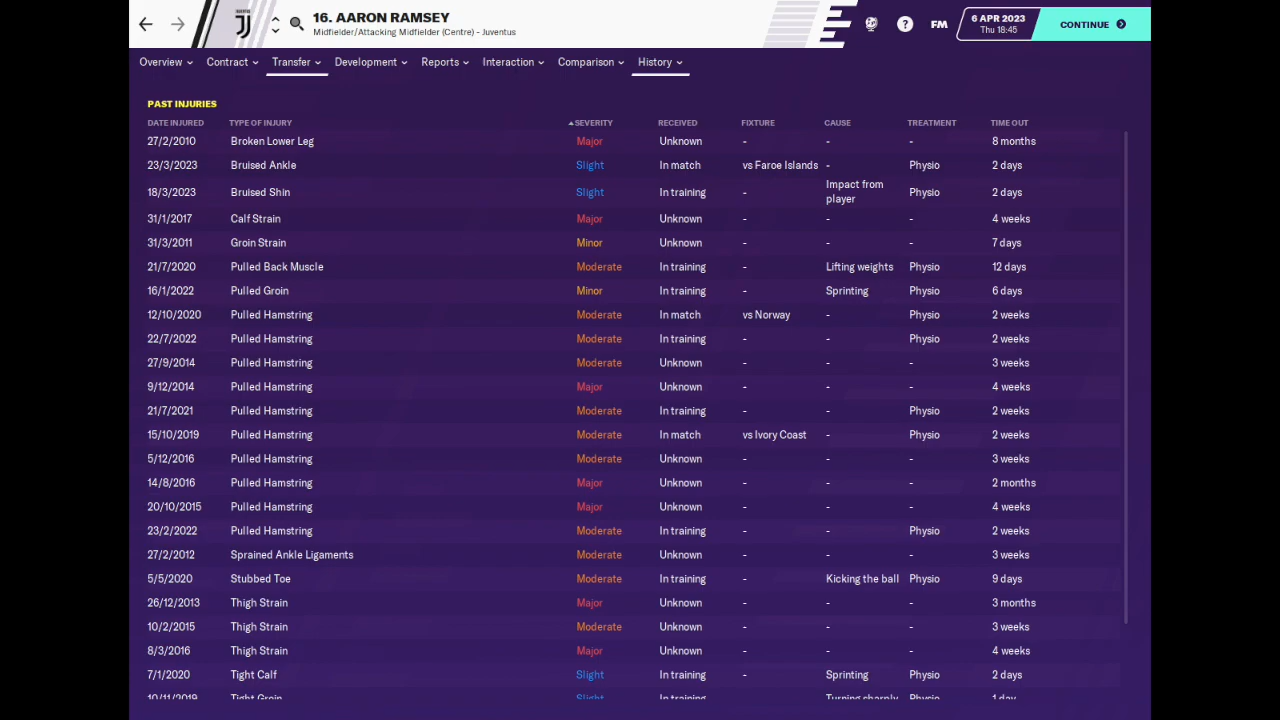 16. AARON RAMSEY
Midfielder/Attacking Midfielder (Centre) - Juventus
FM
6 APR 2023
Thu 18:45
CONTINUE
Overview Contract Transfer Development Reports Interaction Comparison History
PAST INJURIES
DATE INJURED TYPE OF INJURY SEVERITY RECEIVED FIXTURE CAUSE TREATMENT TIME OUT
27/2/2010 Broken Lower Leg Major Unknown - - - 8 months
23/3/2023 Bruised Ankle Slight In match vs Faroe Islands - Physio 2 days
18/3/2023 Bruised Shin Slight In training - Impact from player Physio 2 days
31/1/2017 Calf Strain Major Unknown - - - 4 weeks
31/3/2011 Groin Strain Minor Unknown - - - 7 days
21/7/2020 Pulled Back Muscle Moderate In training - Lifting weights Physio 12 days
16/1/2022 Pulled Groin Minor In training - Sprinting Physio 6 days
12/10/2020 Pulled Hamstring Moderate In match vs Norway - Physio 2 weeks
22/7/2022 Pulled Hamstring Moderate In training - - Physio 2 weeks
27/9/2014 Pulled Hamstring Moderate Unknown - - - 3 weeks
9/12/2014 Pulled Hamstring Major Unknown - - - 4 weeks
21/7/2021 Pulled Hamstring Moderate In training - - Physio 2 weeks
15/10/2019 Pulled Hamstring Moderate In match vs Ivory Coast - Physio 2 weeks
5/12/2016 Pulled Hamstring Moderate Unknown - - - 3 weeks
14/8/2016 Pulled Hamstring Major Unknown - - - 2 months
20/10/2015 Pulled Hamstring Major Unknown - - - 4 weeks
23/2/2022 Pulled Hamstring Moderate In training - - Physio 2 weeks
27/2/2012 Sprained Ankle Ligaments Moderate Unknown - - - 3 weeks
5/5/2020 Stubbed Toe Moderate In training - Kicking the ball Physio 9 days
26/12/2013 Thigh Strain Major Unknown - - - 3 months
10/2/2015 Thigh Strain Moderate Unknown - - - 3 weeks
8/3/2016 Thigh Strain Major Unknown - - - 4 weeks
7/1/2020 Tight Calf Slight In training - Sprinting Physio 2 days
10/11/2019 Tight Groin Slight In training - Turning sharply Physio 1 day